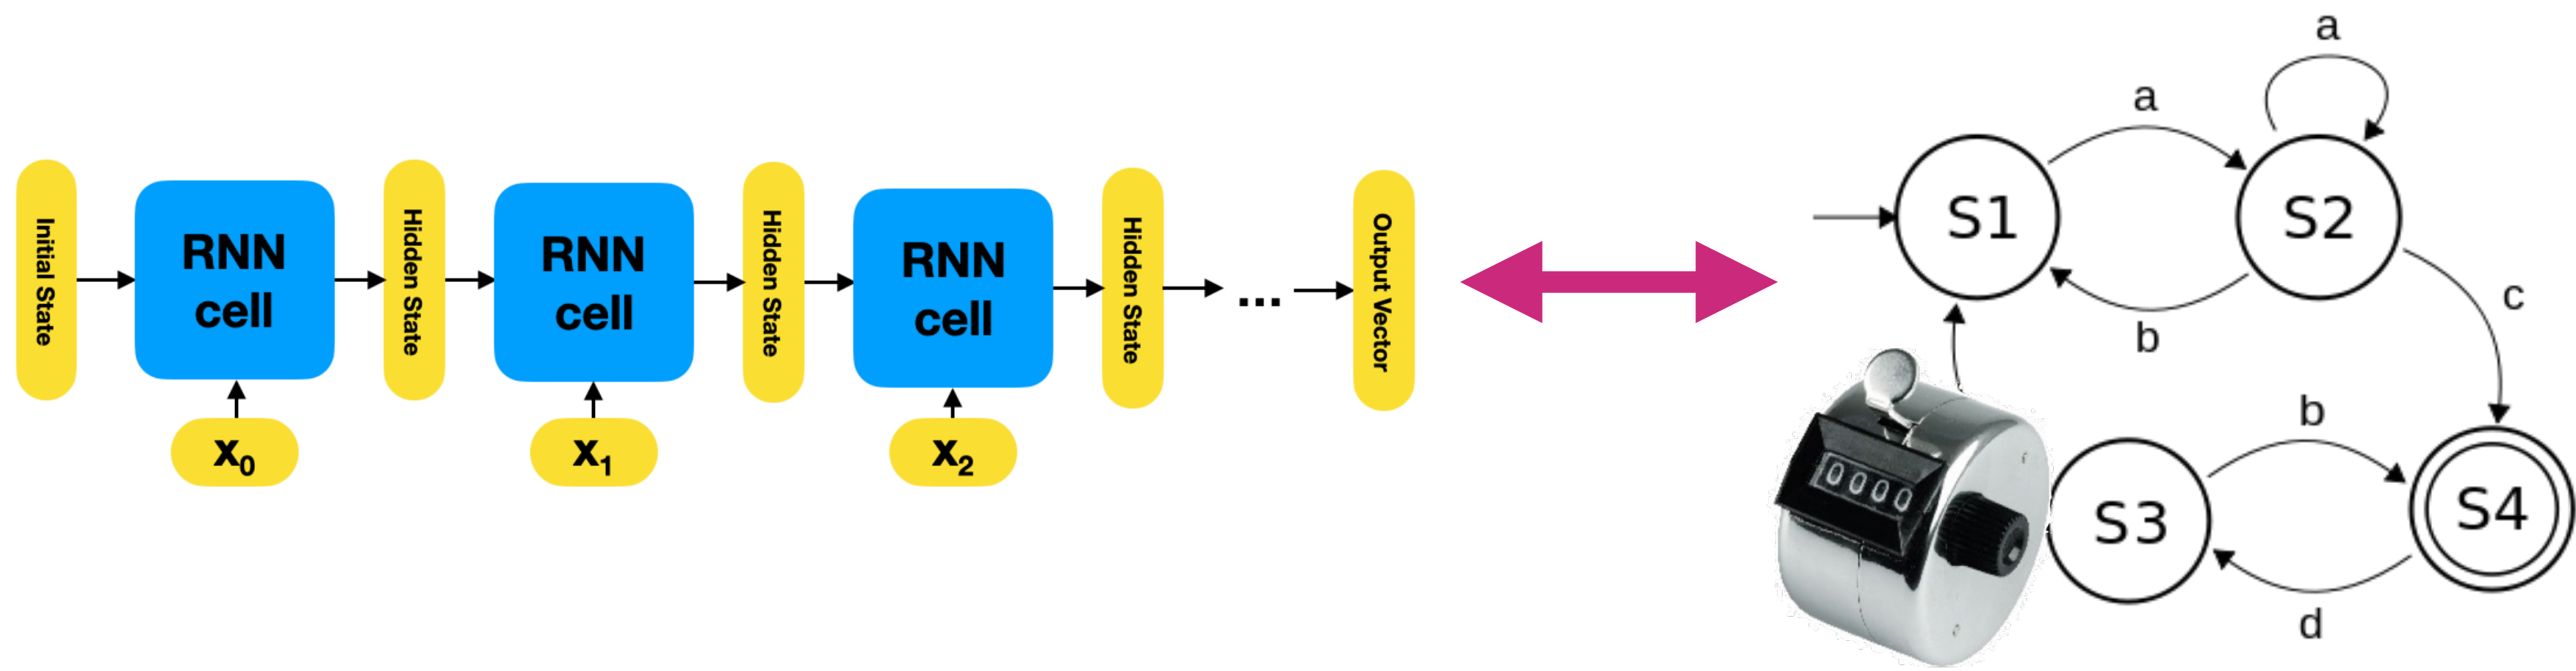 Initial State
RNN
cell
x0
Hidden State
RNN
cell
x1
Hidden State
RNN
cell
x2
Hidden State
...
Output Vector
a
a
S1
S2
b
c
0000
S3
b
S4
d